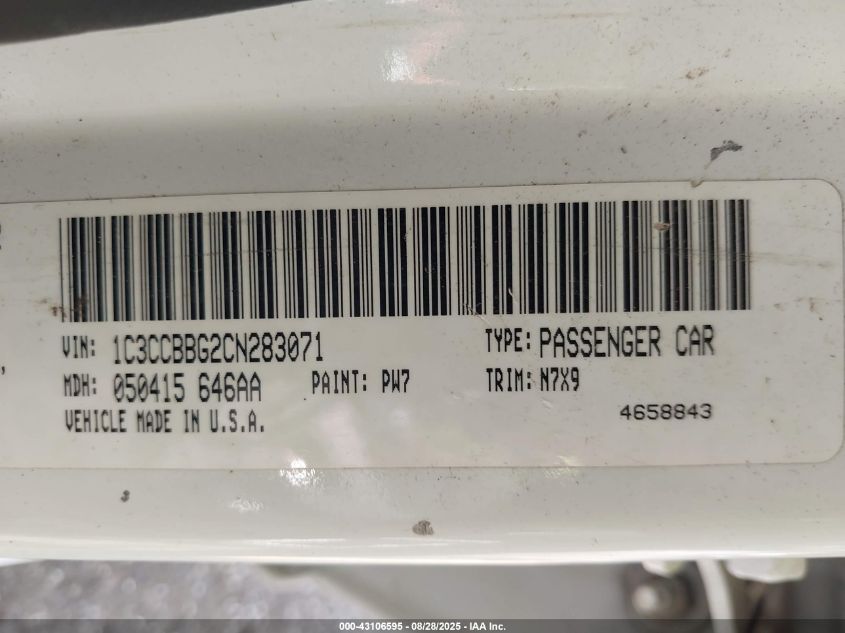 VIN: 1C3CCBBG2CN283071 TYPE: PASSENGER CAR
MDH: 050415 646AA PAINT: PW7 TRIM: N7X9
VEHICLE MADE IN U.S.A. 4658843
000-43106595 - 08/28/2025 - IAA Inc.